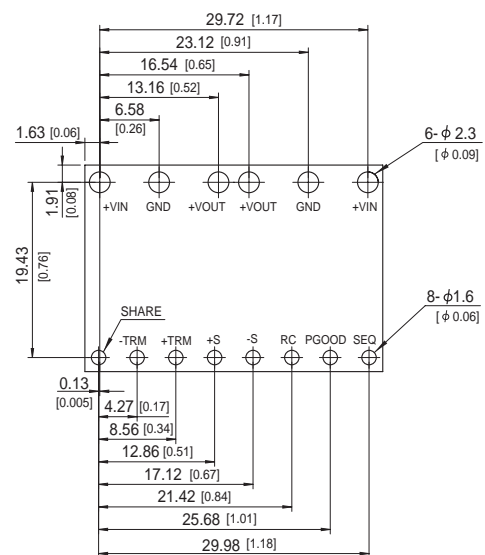 29.72 [1.17]
23.12 [0.91]
16.54 [0.65]
13.16 [0.52]
6.58
[0.26]
1.63 [0.06]
6-ϕ2.3
[ϕ0.09]
1.91
[0.08]
+VIN GND +VOUT +VOUT GND +VIN
19.43
[0.76]
SHARE
8-ϕ1.6
[ϕ0.06]
-TRM +TRM +S -S RC PGOOD SEQ
0.13
[0.005]
4.27 [0.17]
8.56 [0.34]
12.86 [0.51]
17.12 [0.67]
21.42 [0.84]
25.68 [1.01]
29.98 [1.18]